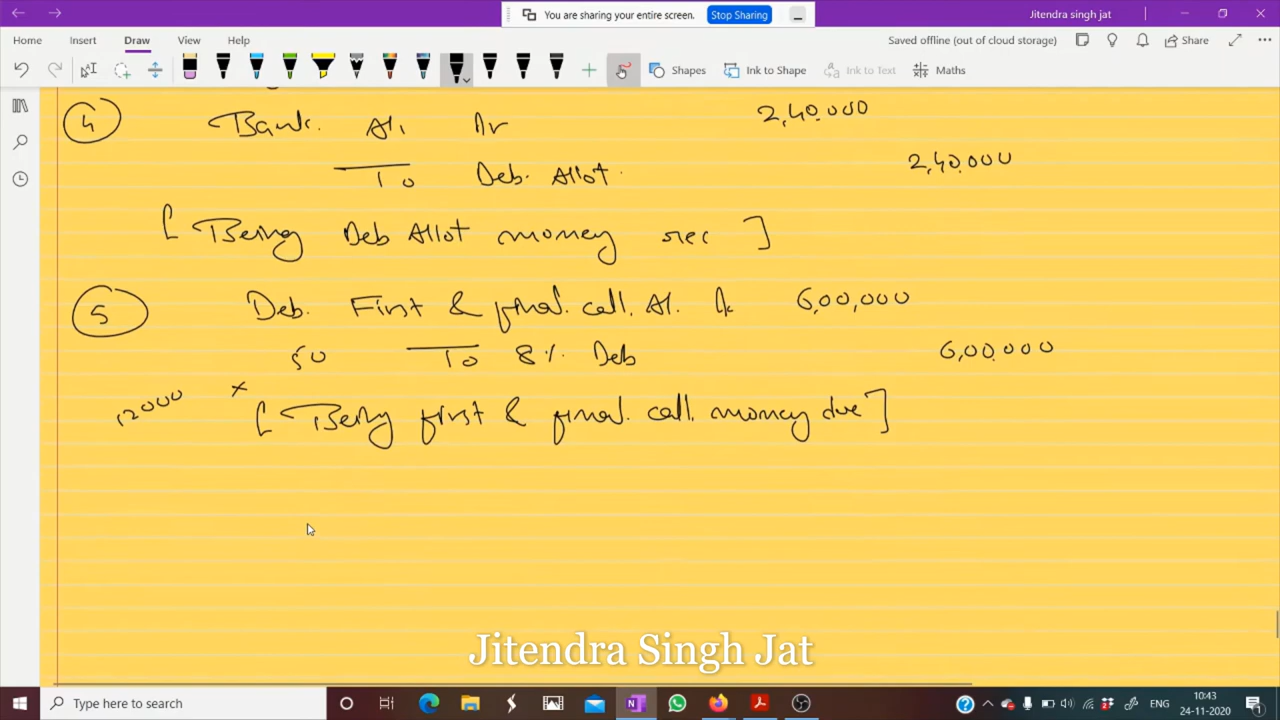 You are sharing your entire screen. Stop Sharing
Jitendra singh jat
Home Insert Draw View Help
Saved offline (out of cloud storage) Share
Shapes Ink to Shape Ink to Text Maths
4 Bank. A/. Dr 2,40,000
To Deb. Allot. 2,40,000
[ Being Deb Allot money rec ]
5 Deb. First & final. call. A/. Dr 6,00,000
50 To 8% Deb 6,00,000
12000 × [ Being first & final. call. money due ]
Jitendra Singh Jat
Type here to search
ENG 10:43
24-11-2020